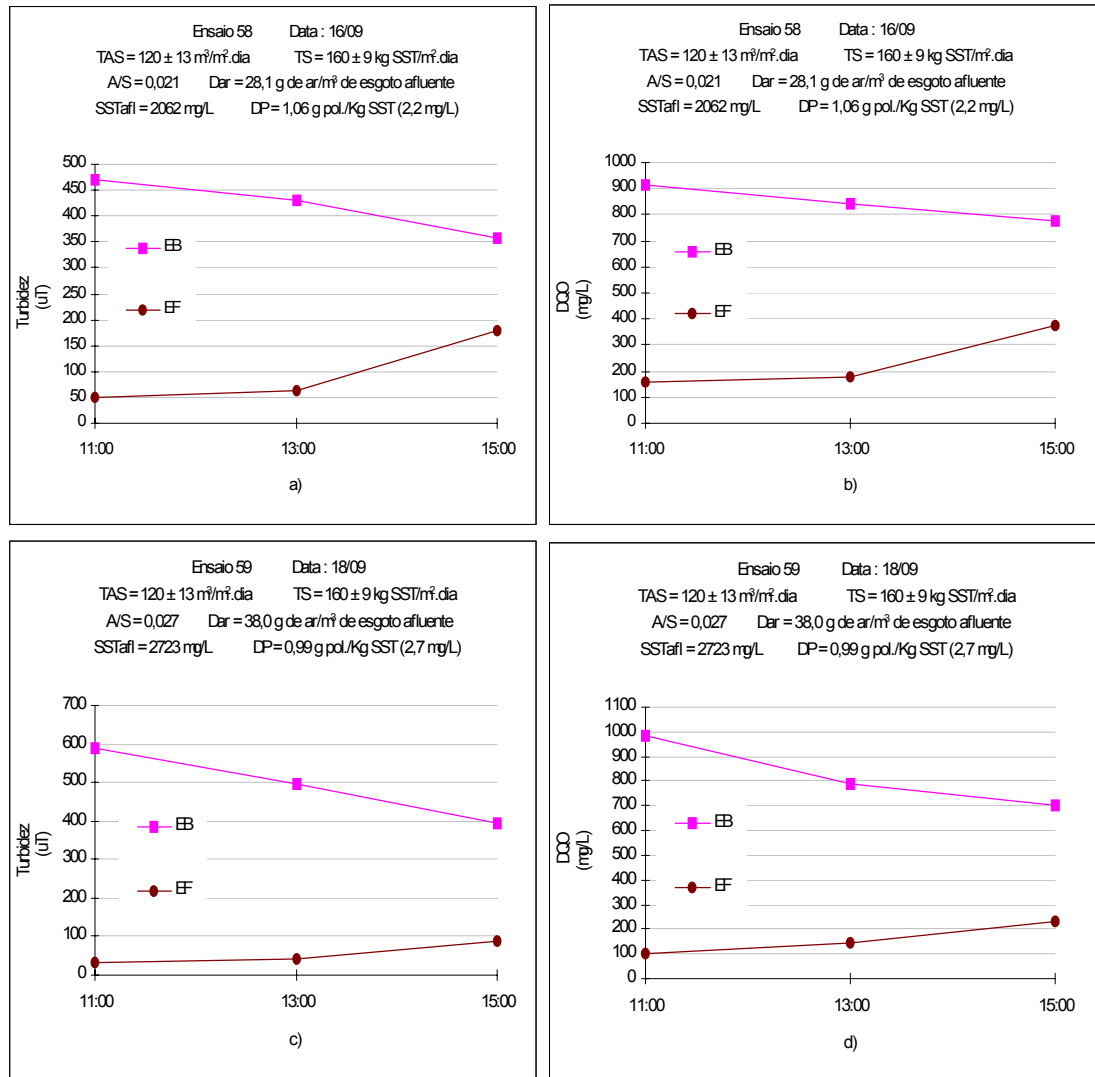 Ensaio 58 Data : 16/09
TAS = 120 ± 13 m³/m².dia TS = 160 ± 9 kg SST/m².dia
A/S = 0,021 Dar = 28,1 g de ar/m³ de esgoto afluente
SSTafl = 2062 mg/L DP = 1,06 g pol./Kg SST (2,2 mg/L)
Turbidez
(uT)
500
450
400
350
300
250
200
150
100
50
0
EB
EF
11:00 13:00 15:00
a)
Ensaio 58 Data : 16/09
TAS = 120 ± 13 m³/m².dia TS = 160 ± 9 kg SST/m².dia
A/S = 0,021 Dar = 28,1 g de ar/m³ de esgoto afluente
SSTafl = 2062 mg/L DP = 1,06 g pol./Kg SST (2,2 mg/L)
DQO
(mg/L)
1000
900
800
700
600
500
400
300
200
100
0
EB
EF
11:00 13:00 15:00
b)
Ensaio 59 Data : 18/09
TAS = 120 ± 13 m³/m².dia TS = 160 ± 9 kg SST/m².dia
A/S = 0,027 Dar = 38,0 g de ar/m³ de esgoto afluente
SSTafl = 2723 mg/L DP = 0,99 g pol./Kg SST (2,7 mg/L)
Turbidez
(uT)
700
600
500
400
300
200
100
0
EB
EF
11:00 13:00 15:00
c)
Ensaio 59 Data : 18/09
TAS = 120 ± 13 m³/m².dia TS = 160 ± 9 kg SST/m².dia
A/S = 0,027 Dar = 38,0 g de ar/m³ de esgoto afluente
SSTafl = 2723 mg/L DP = 0,99 g pol./Kg SST (2,7 mg/L)
DQO
(mg/L)
1100
1000
900
800
700
600
500
400
300
200
100
0
EB
EF
11:00 13:00 15:00
d)